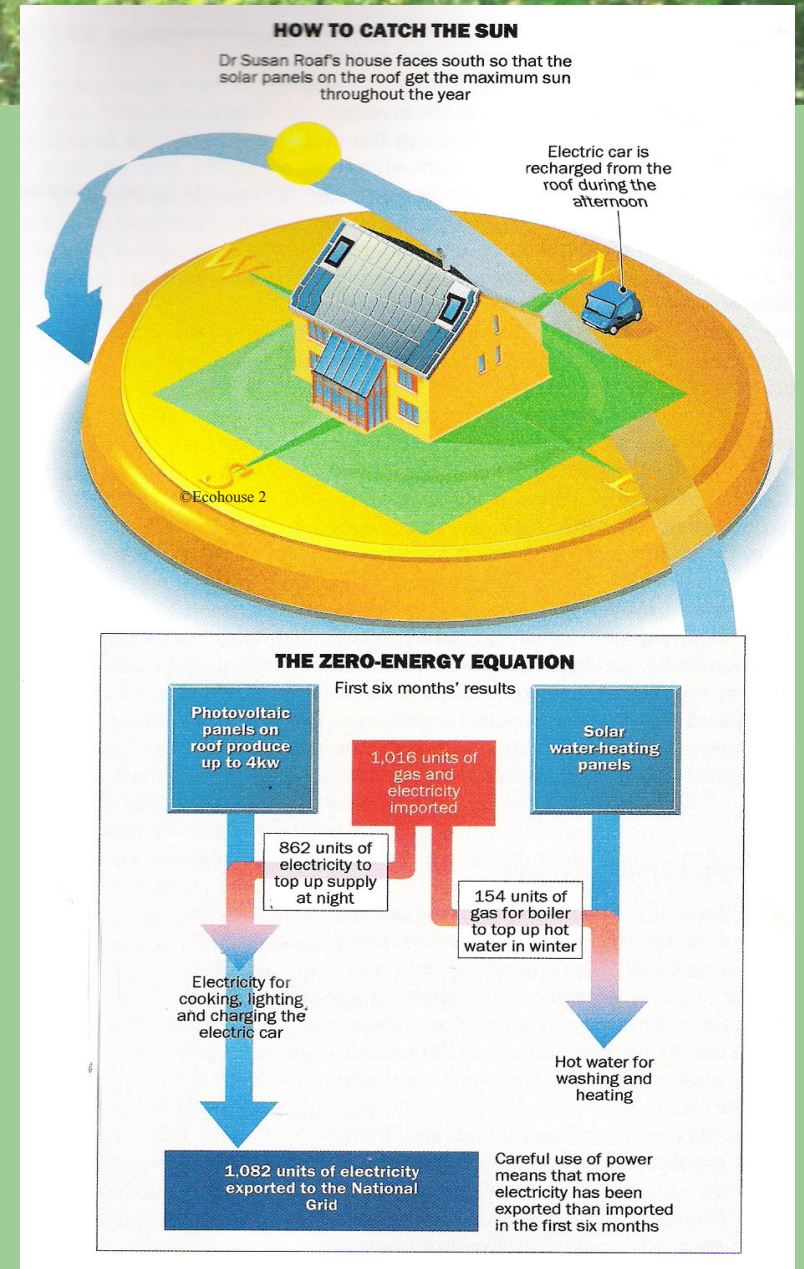 HOW TO CATCH THE SUN
Dr Susan Roaf's house faces south so that the
solar panels on the roof get the maximum sun
throughout the year
Electric car is
recharged from the
roof during the
afternoon
W
N
S
E
©Ecohouse 2
THE ZERO-ENERGY EQUATION
First six months' results
Photovoltaic
panels on
roof produce
up to 4kw
1,016 units of
gas and
electricity
imported
Solar
water-heating
panels
862 units of
electricity to
top up supply
at night
154 units of
gas for boiler
to top up hot
water in winter
Electricity for
cooking, lighting
and charging the
electric car
Hot water for
washing and
heating
1,082 units of electricity
exported to the National
Grid
Careful use of power
means that more
electricity has been
exported than imported
in the first six months